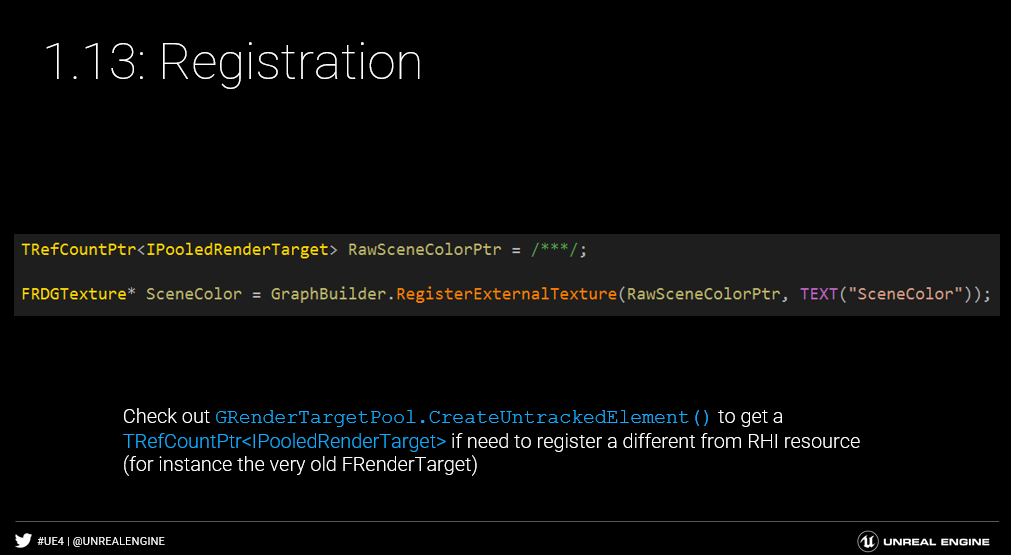 1.13: Registration
TRefCountPtr<IPooledRenderTarget> RawSceneColorPtr = /***/;
FRDGTexture* SceneColor = GraphBuilder.RegisterExternalTexture(RawSceneColorPtr, TEXT("SceneColor"));
Check out GRenderTargetPool.CreateUntrackedElement() to get a
TRefCountPtr<IPooledRenderTarget> if need to register a different from RHI resource
(for instance the very old FRenderTarget)
#UE4 | @UNREALENGINE
UNREAL ENGINE